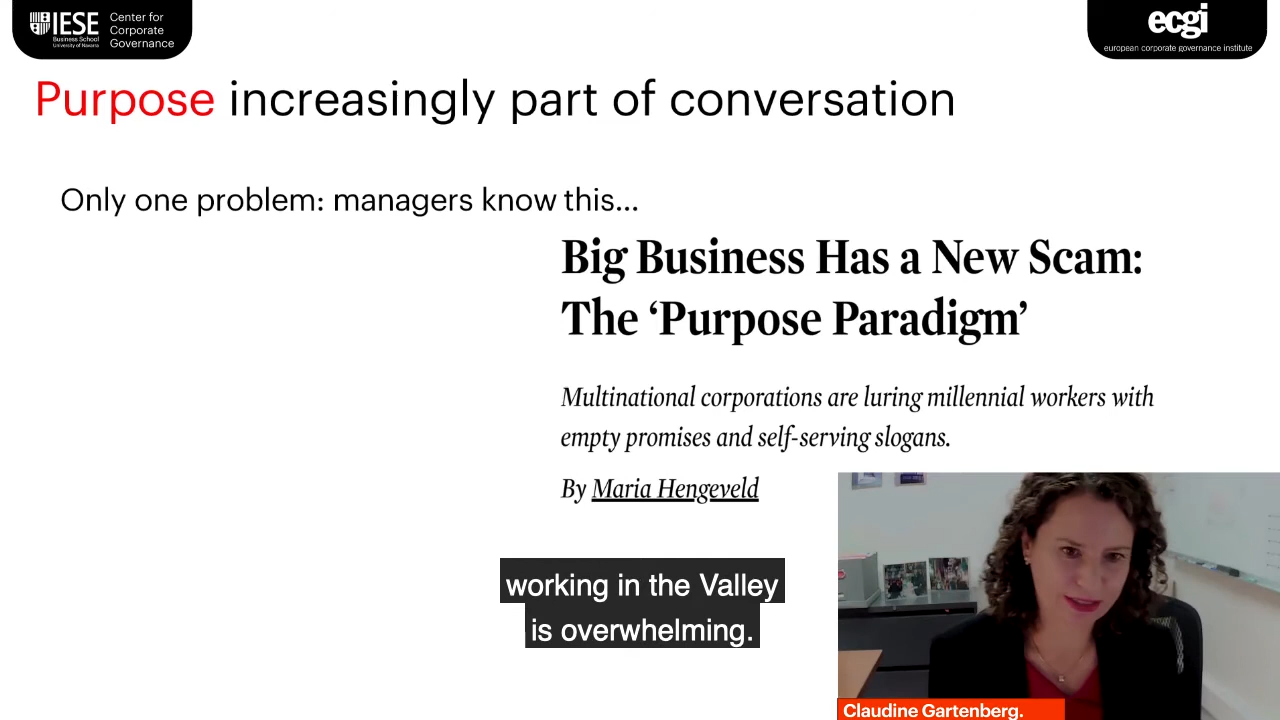 IESE
Business School
University of Navarra
Center for
Corporate
Governance
ecgi
european corporate governance institute
Purpose increasingly part of conversation
Only one problem: managers know this...
Big Business Has a New Scam:
The ‘Purpose Paradigm’
Multinational corporations are luring millennial workers with
empty promises and self-serving slogans.
By Maria Hengeveld
working in the Valley
is overwhelming.
Claudine Gartenberg.